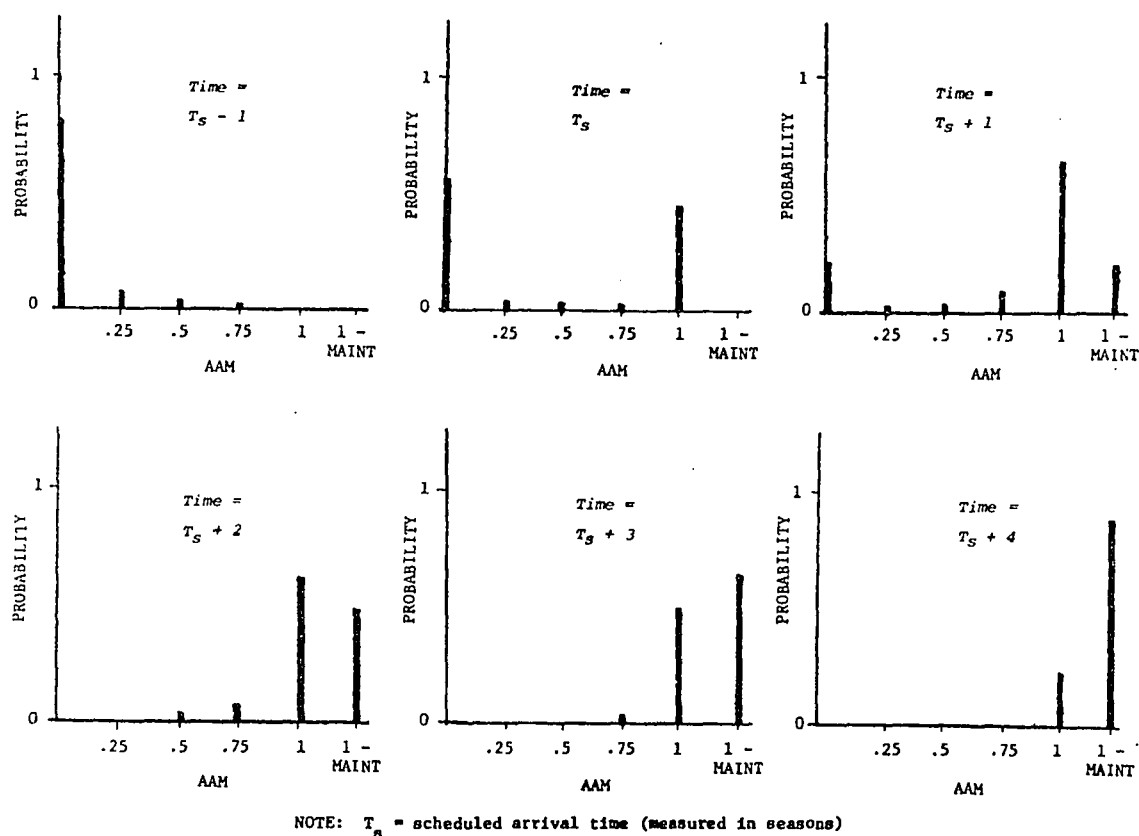 PROBABILITY
1
0
Time =
T_s - 1
.25 .5 .75 1 1 -
MAINT
AAM
PROBABILITY
1
0
Time =
T_s
.25 .5 .75 1 1 -
MAINT
AAM
PROBABILITY
1
0
Time =
T_s + 1
.25 .5 .75 1 1 -
MAINT
AAM
PROBABILITY
1
0
Time =
T_s + 2
.25 .5 .75 1 1 -
MAINT
AAM
PROBABILITY
1
0
Time =
T_s + 3
.25 .5 .75 1 1 -
MAINT
AAM
PROBABILITY
1
0
Time =
T_s + 4
.25 .5 .75 1 1 -
MAINT
AAM
NOTE: T_s = scheduled arrival time (measured in seasons)